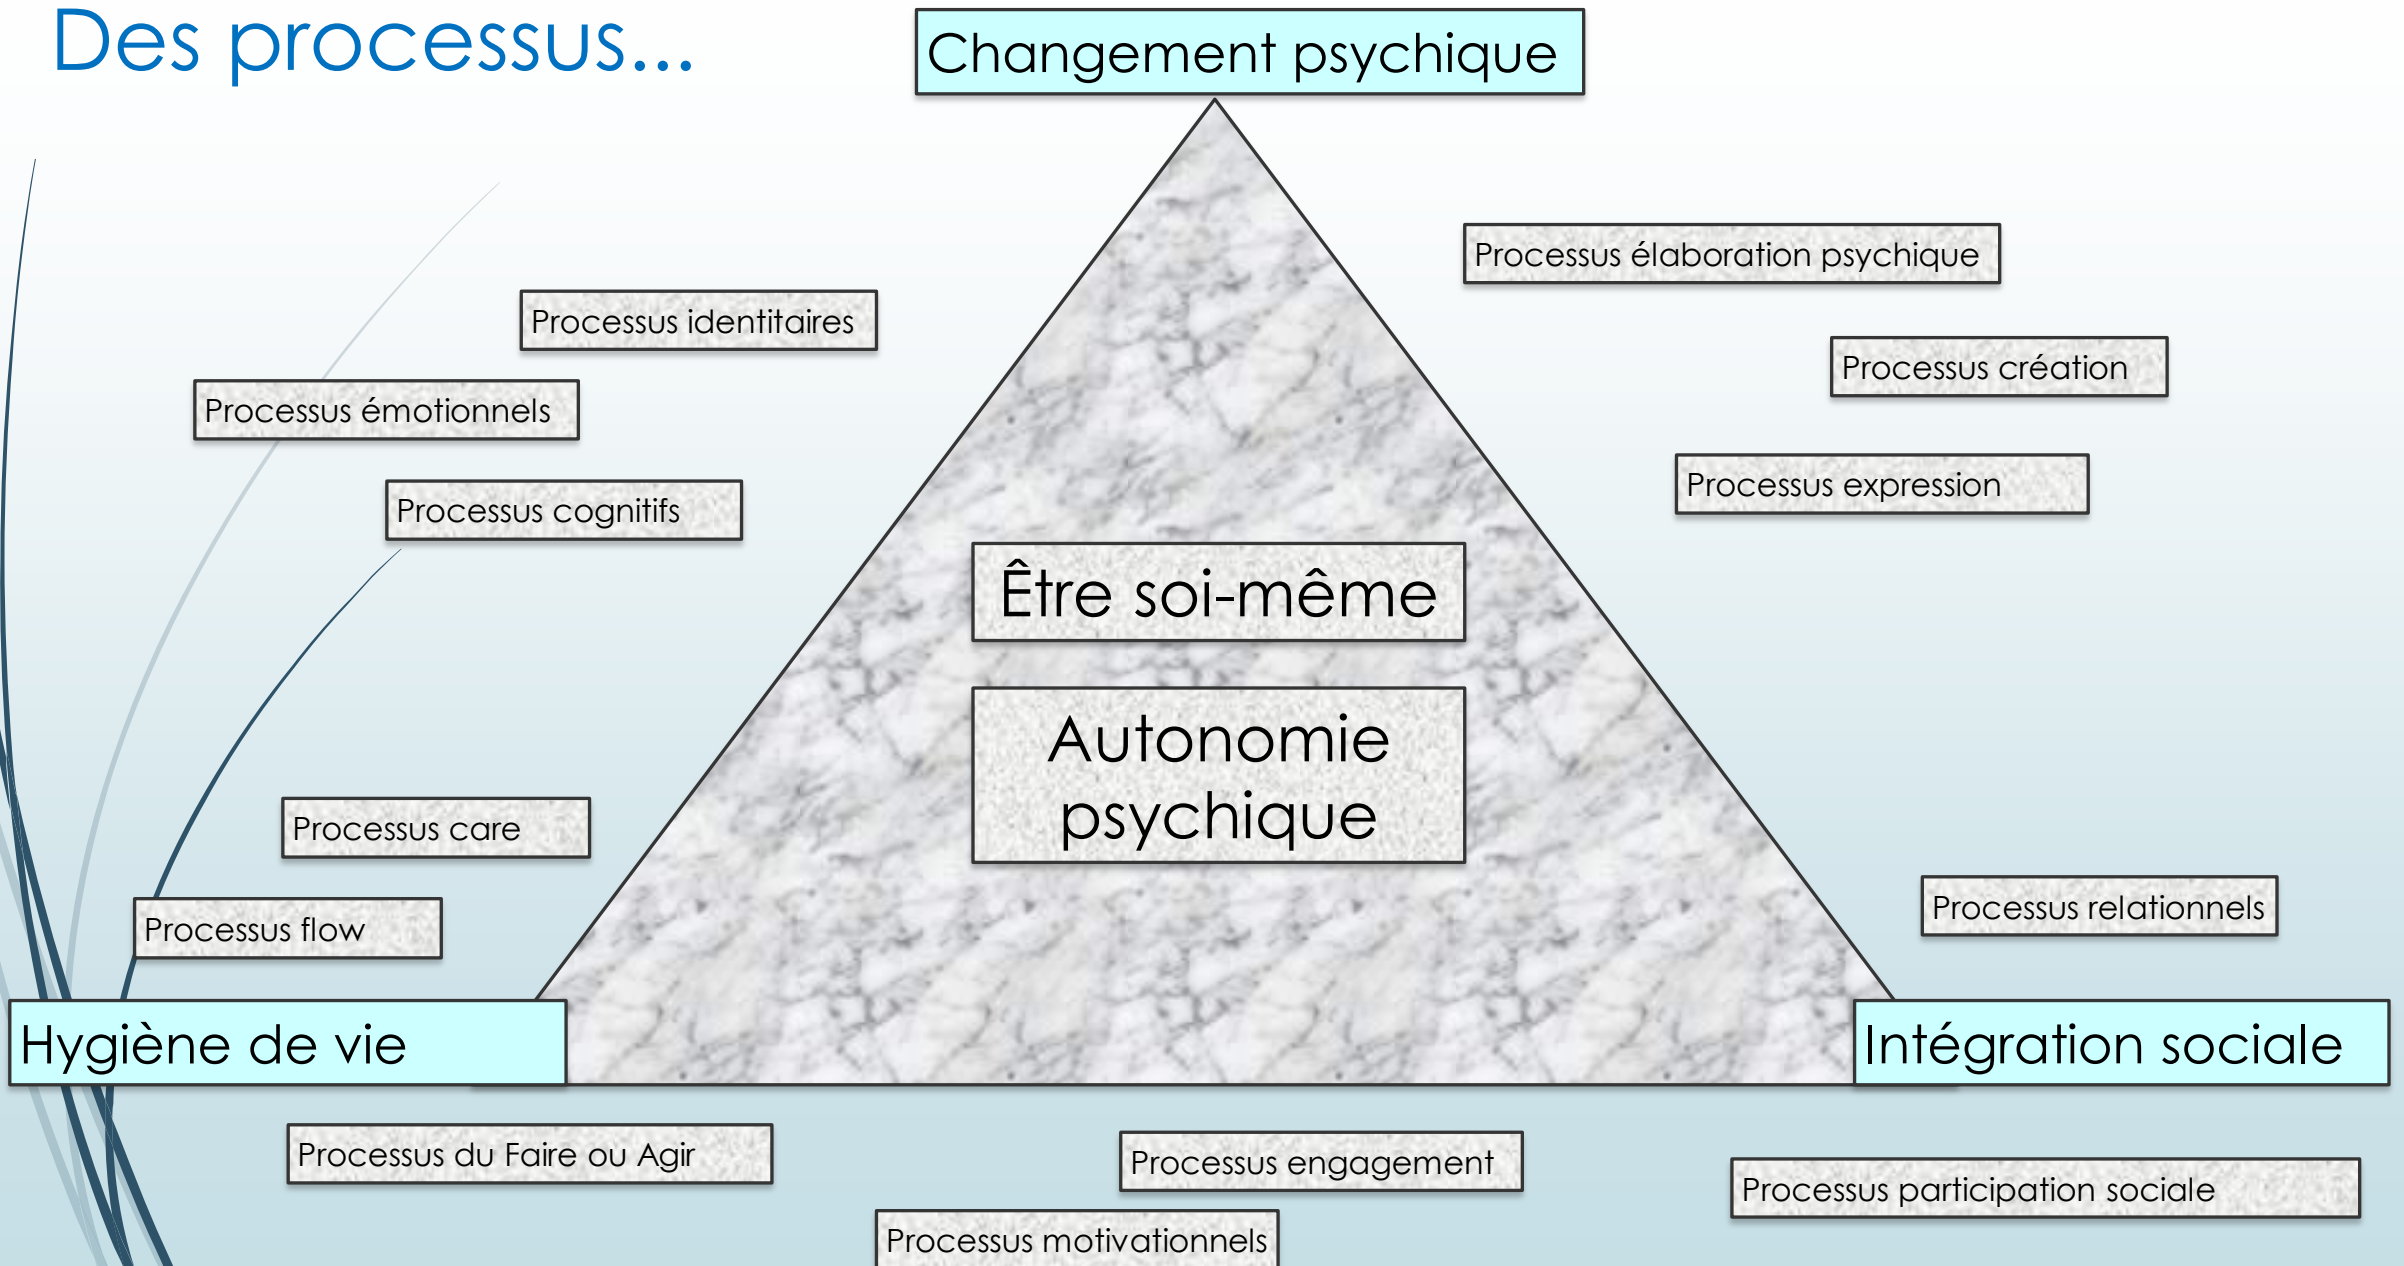 Des processus...
Changement psychique
Processus élaboration psychique
Processus identitaires
Processus création
Processus émotionnels
Processus expression
Processus cognitifs
Être soi-même
Autonomie
psychique
Processus care
Processus relationnels
Processus flow
Hygiène de vie
Intégration sociale
Processus du Faire ou Agir
Processus engagement
Processus participation sociale
Processus motivationnels